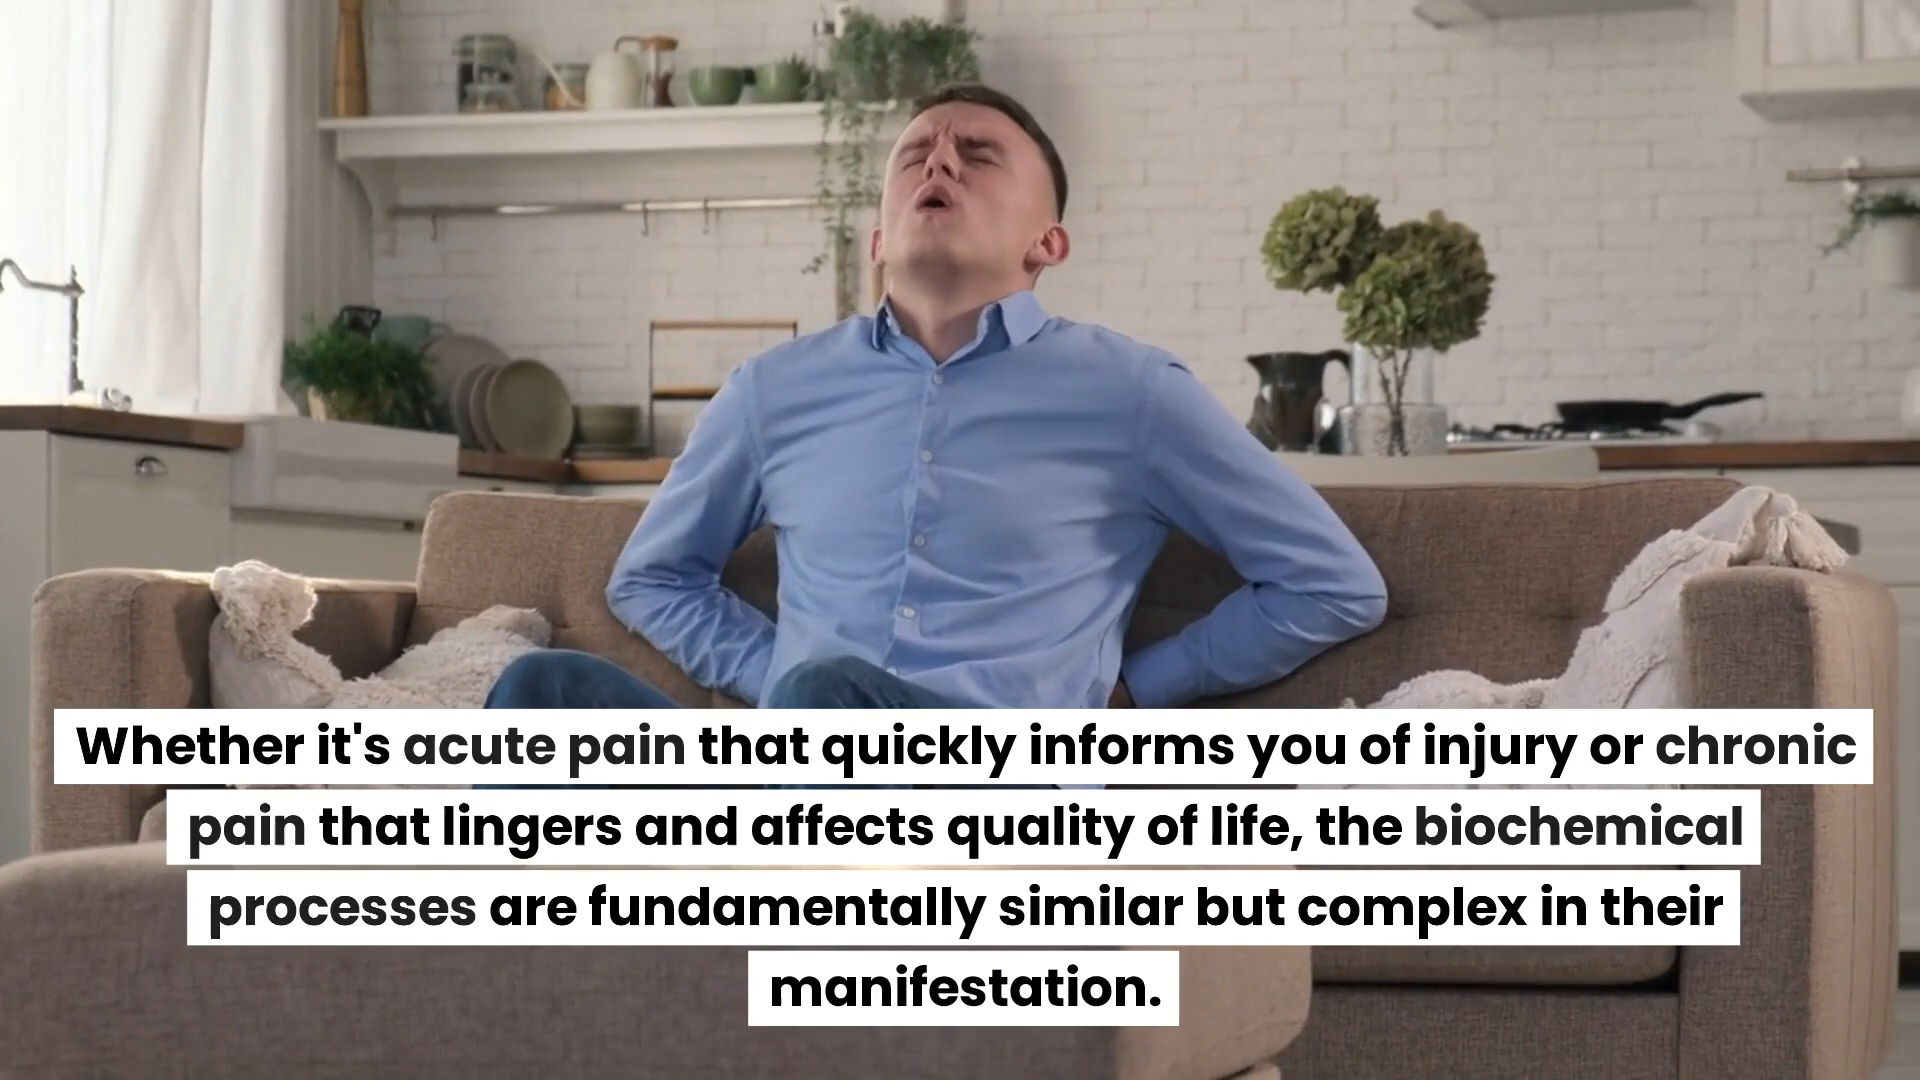 Whether it's acute pain that quickly informs you of injury or chronic
pain that lingers and affects quality of life, the biochemical
processes are fundamentally similar but complex in their
manifestation.